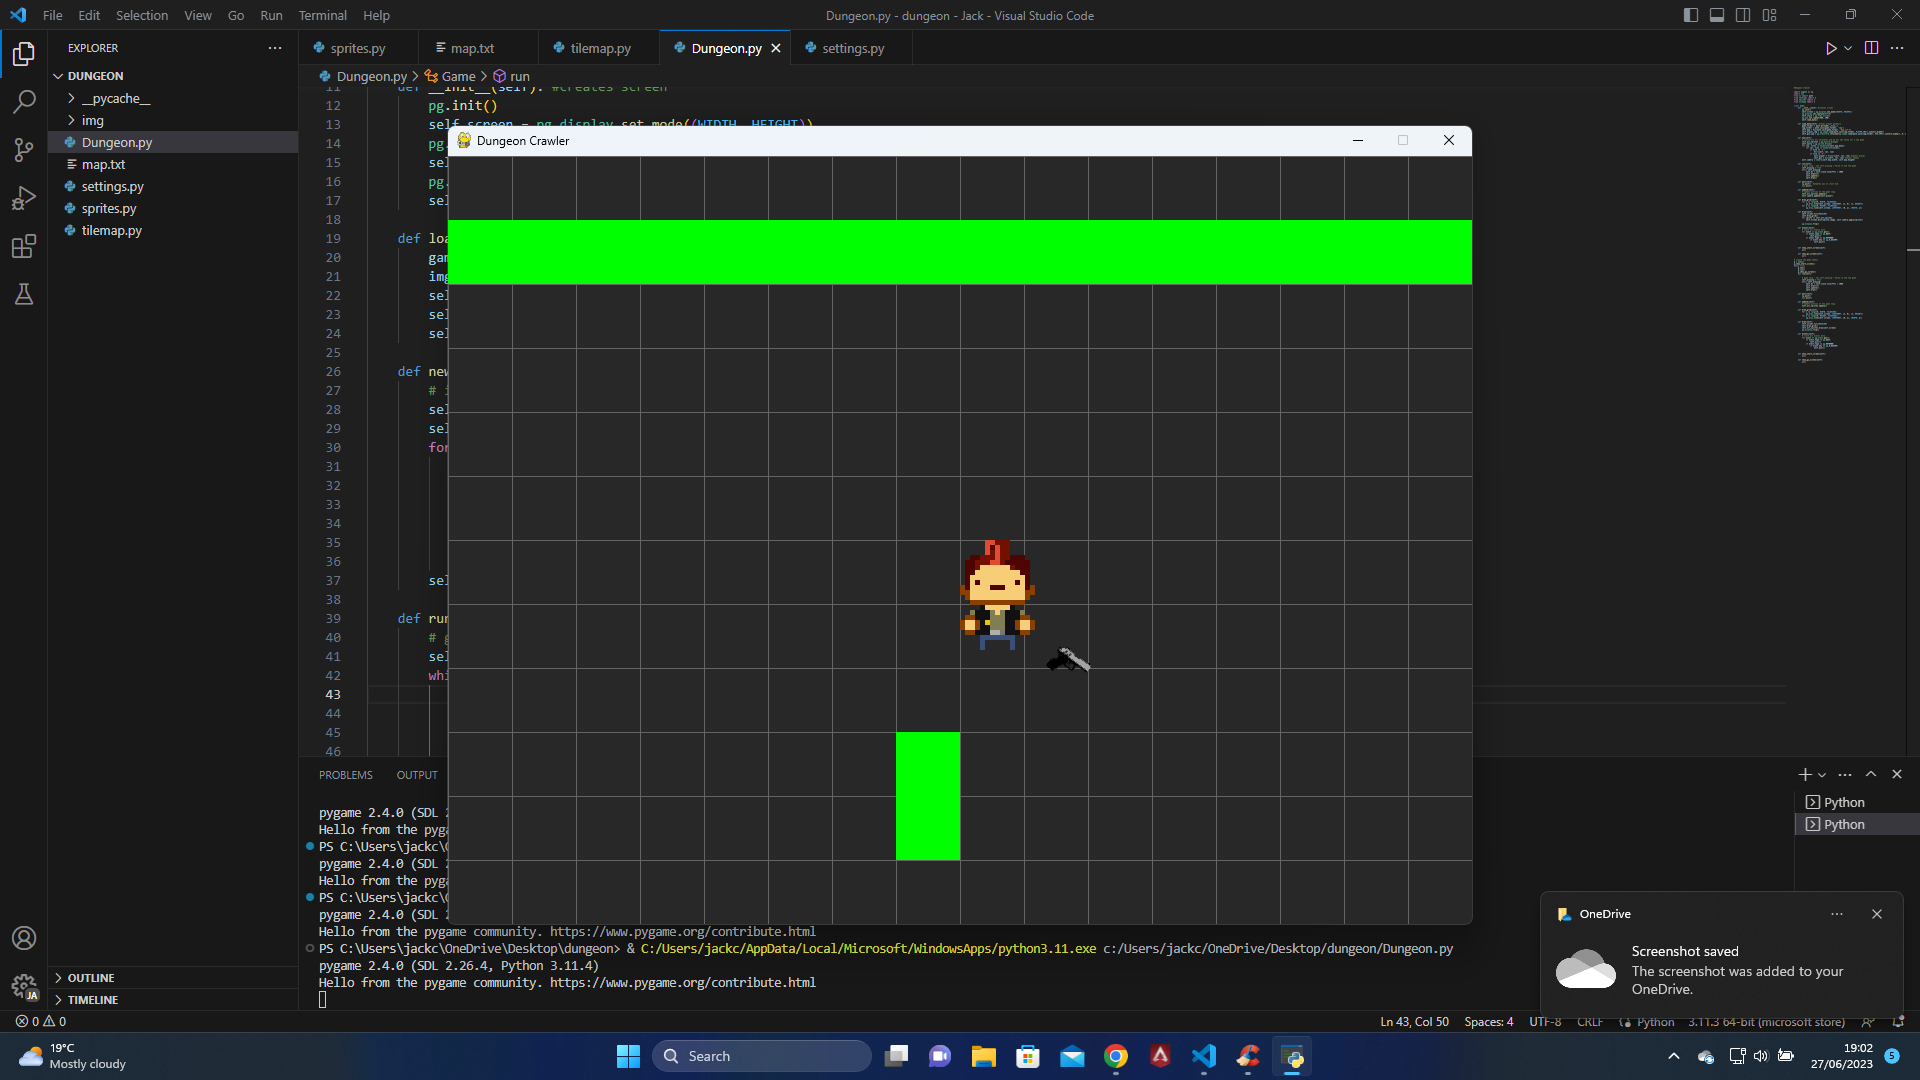 File Edit Selection View Go Run Terminal Help
Dungeon.py - dungeon - Jack - Visual Studio Code
EXPLORER
DUNGEON
__pycache__
img
Dungeon.py
map.txt
settings.py
sprites.py
tilemap.py
OUTLINE
TIMELINE
sprites.py
map.txt
tilemap.py
Dungeon.py
settings.py
Dungeon.py > Game > run
11 def __init__(self): #creates screen
12 pg.init()
13 self.screen = pg.display.set_mode((WIDTH, HEIGHT))
14 pg.
15 sel
16 pg.
17 sel
18
19 def loa
20 gam
21 img
22 sel
23 sel
24 sel
25
26 def new
27 # i
28 sel
29 sel
30 for
31
32
33
34
35
36
37 sel
38
39 def run
40 # g
41 sel
42 whi
43
44
45
46
Dungeon Crawler
PROBLEMS OUTPUT
pygame 2.4.0 (SDL 2
Hello from the pyga
PS C:\Users\jackc\O
pygame 2.4.0 (SDL 2
Hello from the pyga
PS C:\Users\jackc\O
pygame 2.4.0 (SDL 2
Hello from the pygame community. https://www.pygame.org/contribute.html
PS C:\Users\jackc\OneDrive\Desktop\dungeon> & C:/Users/jackc/AppData/Local/Microsoft/WindowsApps/python3.11.exe c:/Users/jackc/OneDrive/Desktop/dungeon/Dungeon.py
pygame 2.4.0 (SDL 2.26.4, Python 3.11.4)
Hello from the pygame community. https://www.pygame.org/contribute.html
Python
Python
OneDrive
Screenshot saved
The screenshot was added to your
OneDrive.
JA
0 0
Ln 43, Col 50 Spaces: 4 UTF-8 CRLF Python 3.11.3 64-bit (microsoft store)
19°C
Mostly cloudy
Search
19:02
27/06/2023
5